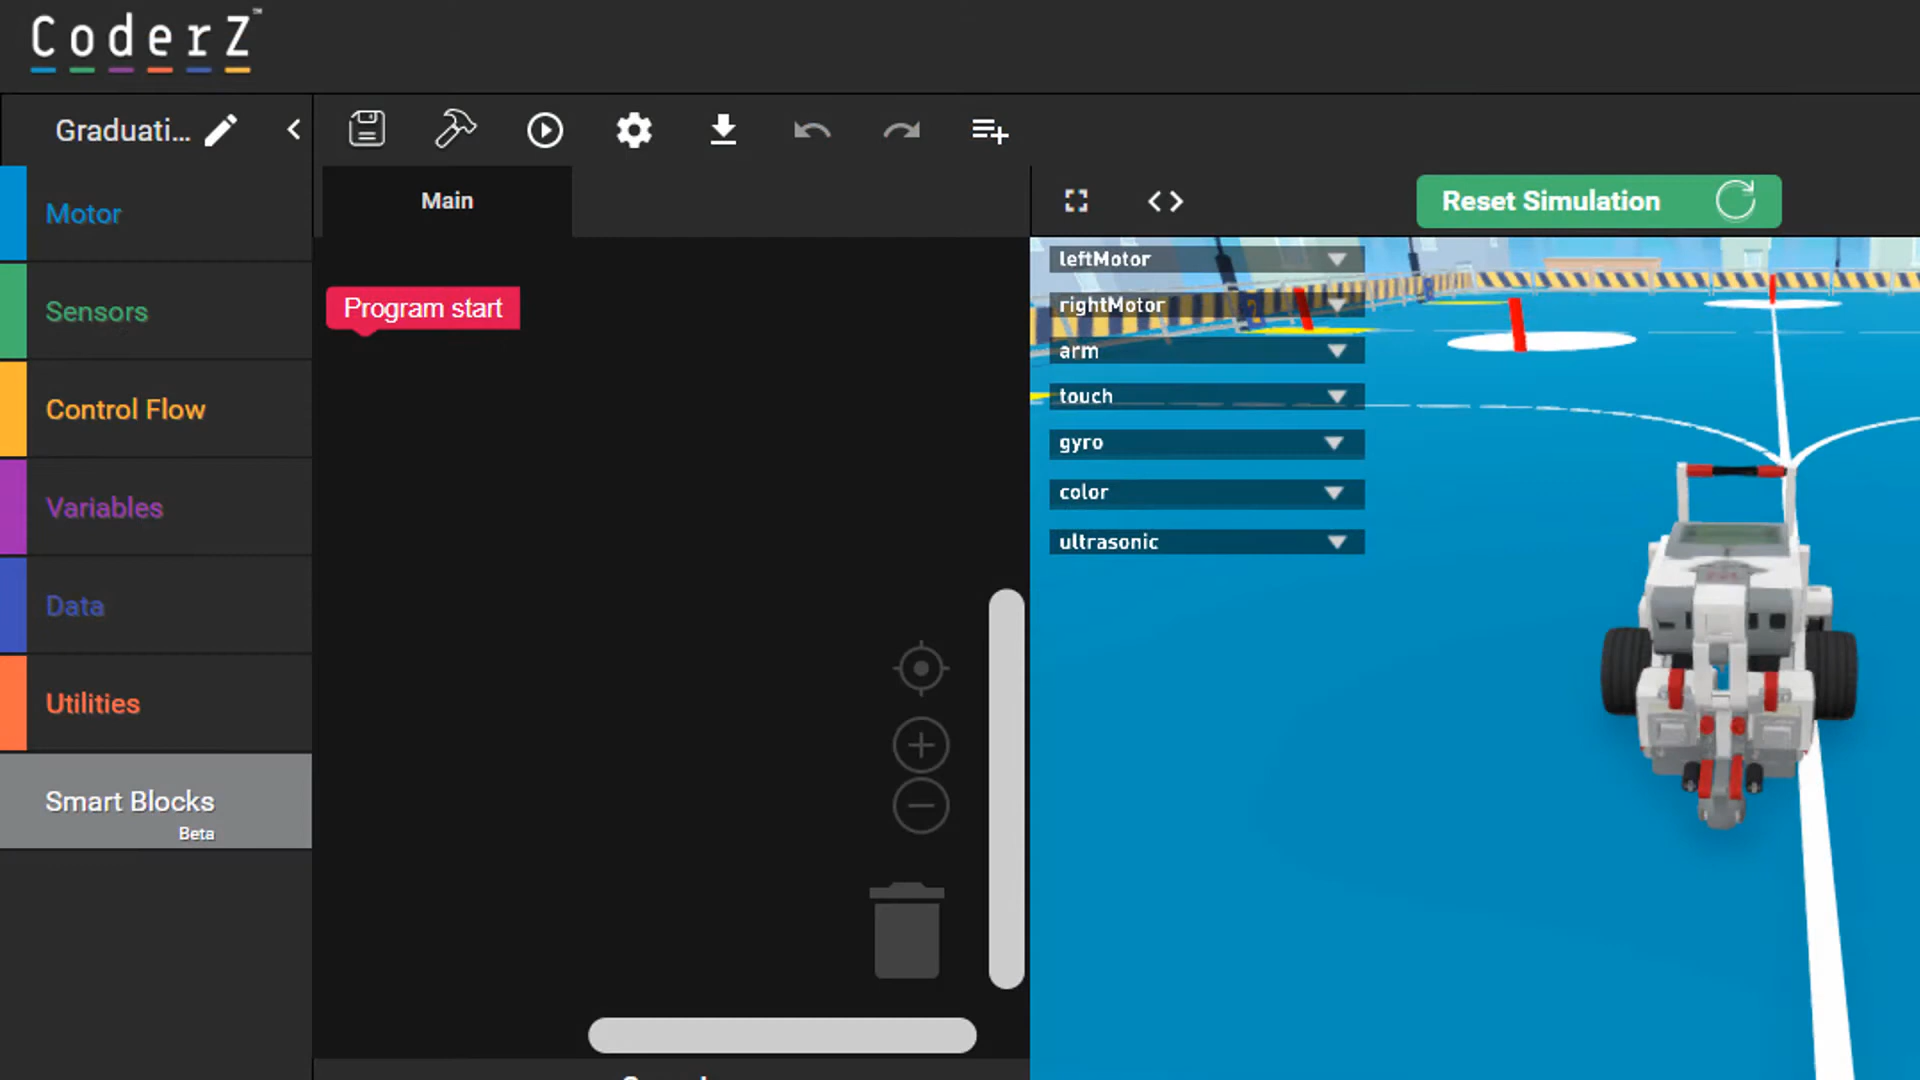 CoderZ™
Graduati...
Main
Reset Simulation
Motor
Sensors
Control Flow
Variables
Data
Utilities
Smart Blocks
Beta
Program start
leftMotor
rightMotor
arm
touch
gyro
color
ultrasonic